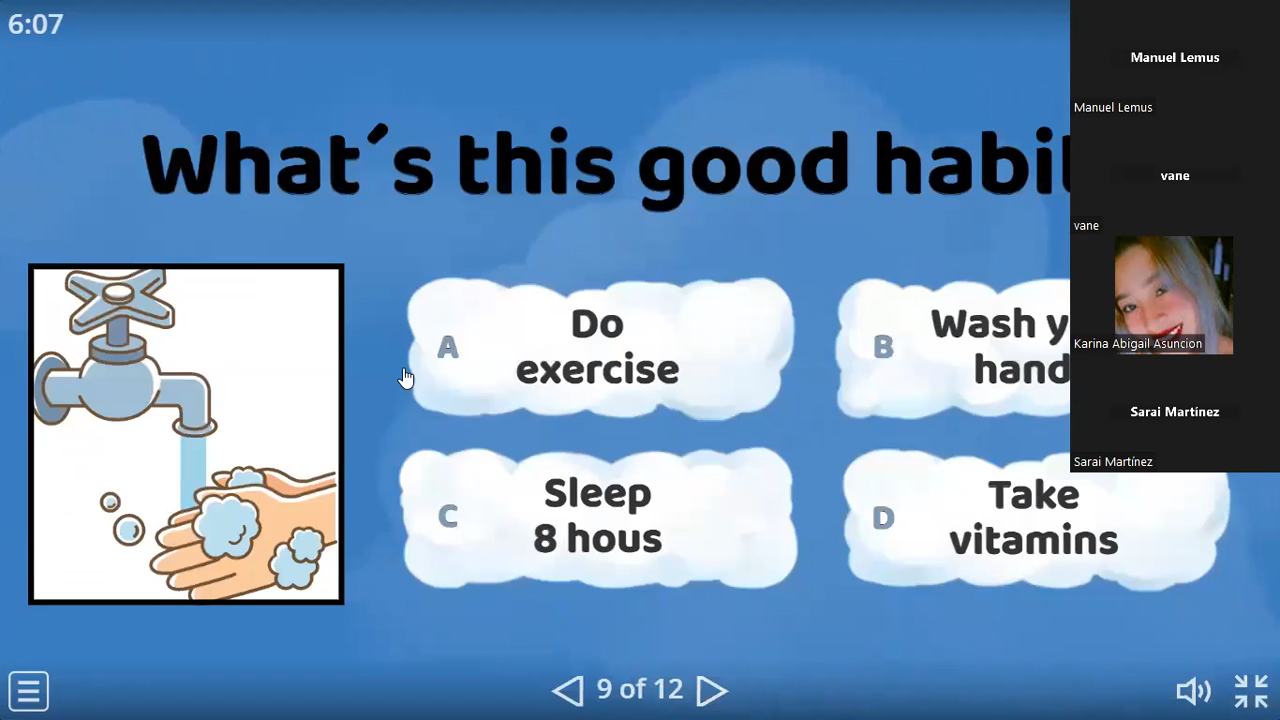 6:07
What´s this good habit
A
Do
exercise
B
Wash y
hand
C
Sleep
8 hous
D
Take
vitamins
9 of 12
Manuel Lemus
Manuel Lemus
vane
vane
Karina Abigail Asuncion
Sarai Martínez
Sarai Martínez